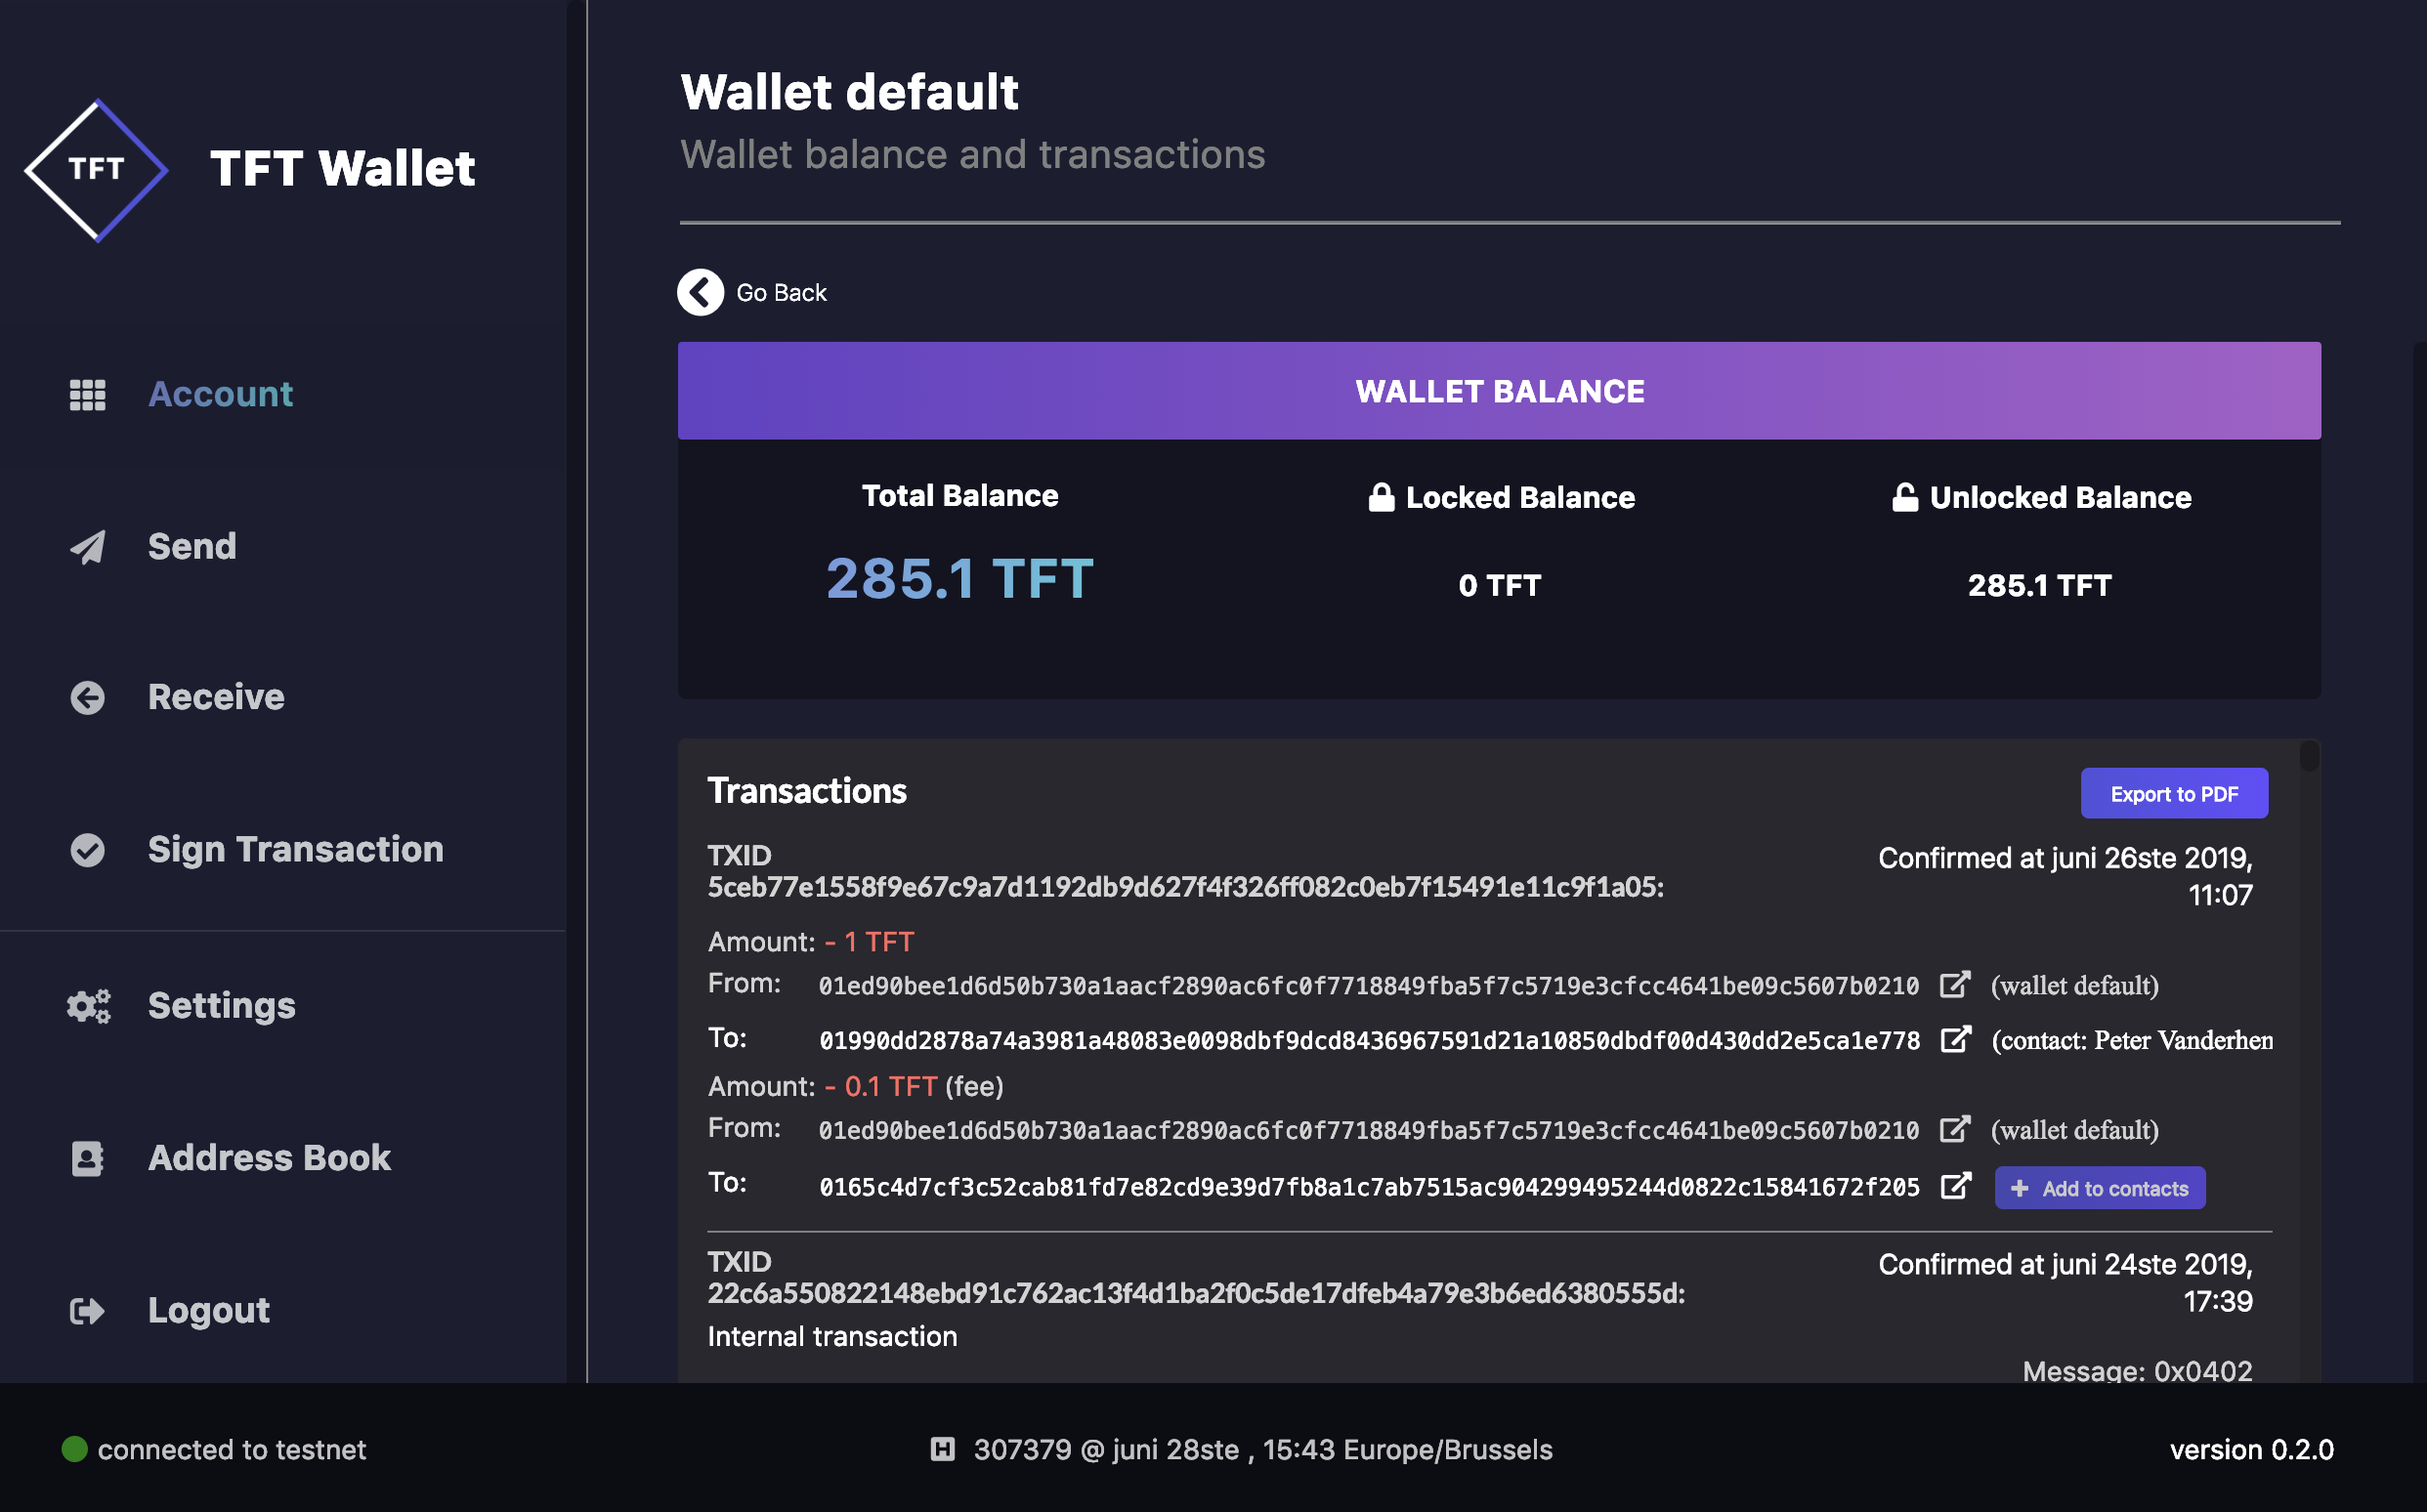 TFT
TFT Wallet
Account
Send
Receive
Sign Transaction
Settings
Address Book
Logout
Wallet default
Wallet balance and transactions
Go Back
WALLET BALANCE
Total Balance
Locked Balance
Unlocked Balance
285.1 TFT
0 TFT
285.1 TFT
Transactions
Export to PDF
TXID
5ceb77e1558f9e67c9a7d1192db9d627f4f326ff082c0eb7f15491e11c9f1a05:
Confirmed at juni 26ste 2019,
11:07
Amount: - 1 TFT
From: 01ed90bee1d6d50b730a1aacf2890ac6fc0f7718849fba5f7c5719e3cfcc4641be09c5607b0210 (wallet default)
To: 01990dd2878a74a3981a48083e0098dbf9dcd8436967591d21a10850dbdf00d430dd2e5ca1e778 (contact: Peter Vanderhen
Amount: - 0.1 TFT (fee)
From: 01ed90bee1d6d50b730a1aacf2890ac6fc0f7718849fba5f7c5719e3cfcc4641be09c5607b0210 (wallet default)
To: 0165c4d7cf3c52cab81fd7e82cd9e39d7fb8a1c7ab7515ac904299495244d0822c15841672f205 + Add to contacts
TXID
22c6a550822148ebd91c762ac13f4d1ba2f0c5de17dfeb4a79e3b6ed6380555d:
Confirmed at juni 24ste 2019,
17:39
Internal transaction
Message: 0x0402
connected to testnet
H 307379 @ juni 28ste , 15:43 Europe/Brussels
version 0.2.0